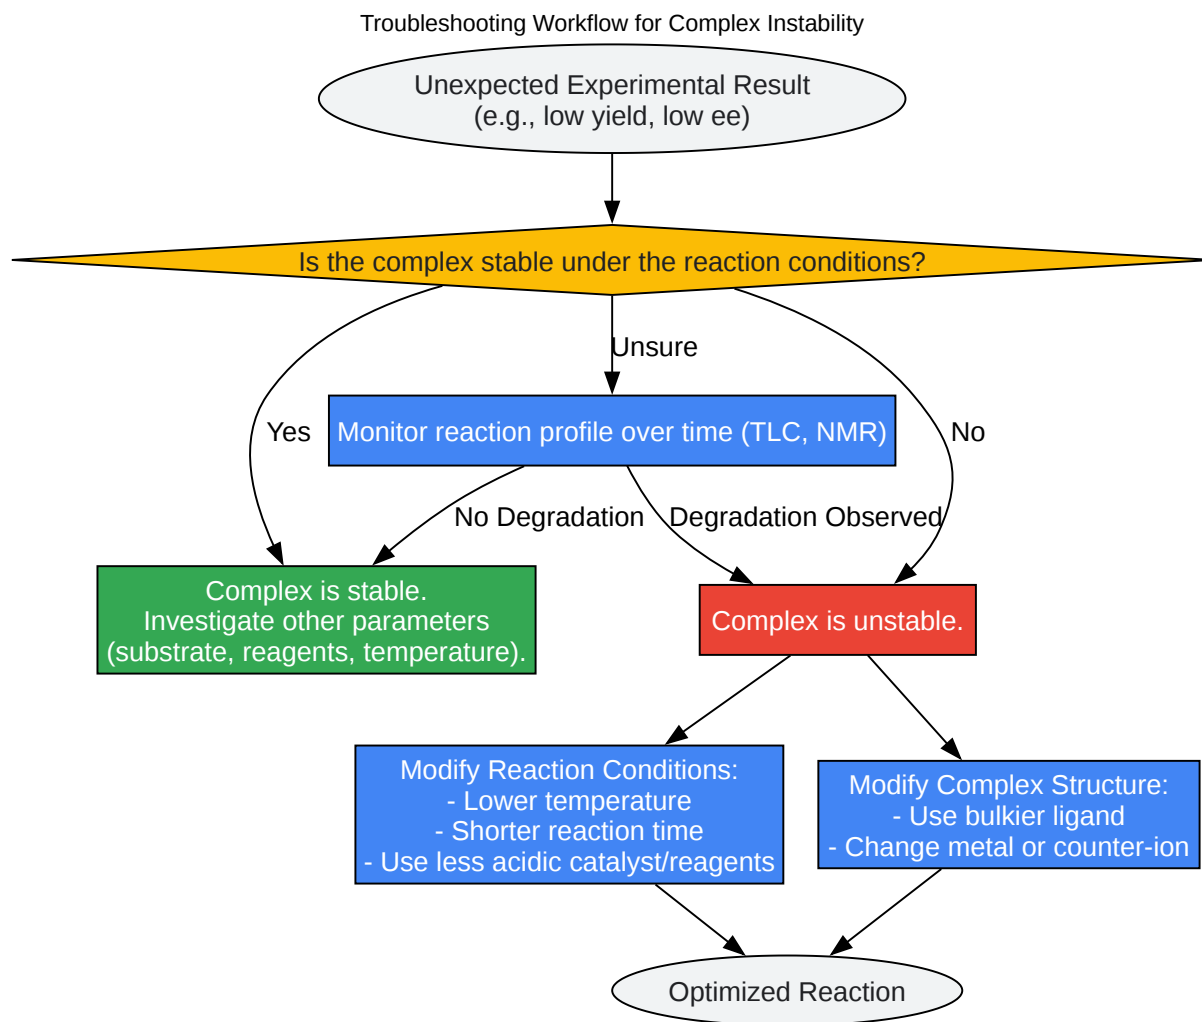 Troubleshooting Workflow for Complex Instability
Unexpected Experimental Result
(e.g., low yield, low ee)
Is the complex stable under the reaction conditions?
Unsure
Yes
Monitor reaction profile over time (TLC, NMR)
No
No Degradation
Degradation Observed
Complex is stable.
Investigate other parameters
(substrate, reagents, temperature).
Complex is unstable.
Modify Reaction Conditions:
- Lower temperature
- Shorter reaction time
- Use less acidic catalyst/reagents
Modify Complex Structure:
- Use bulkier ligand
- Change metal or counter-ion
Optimized Reaction